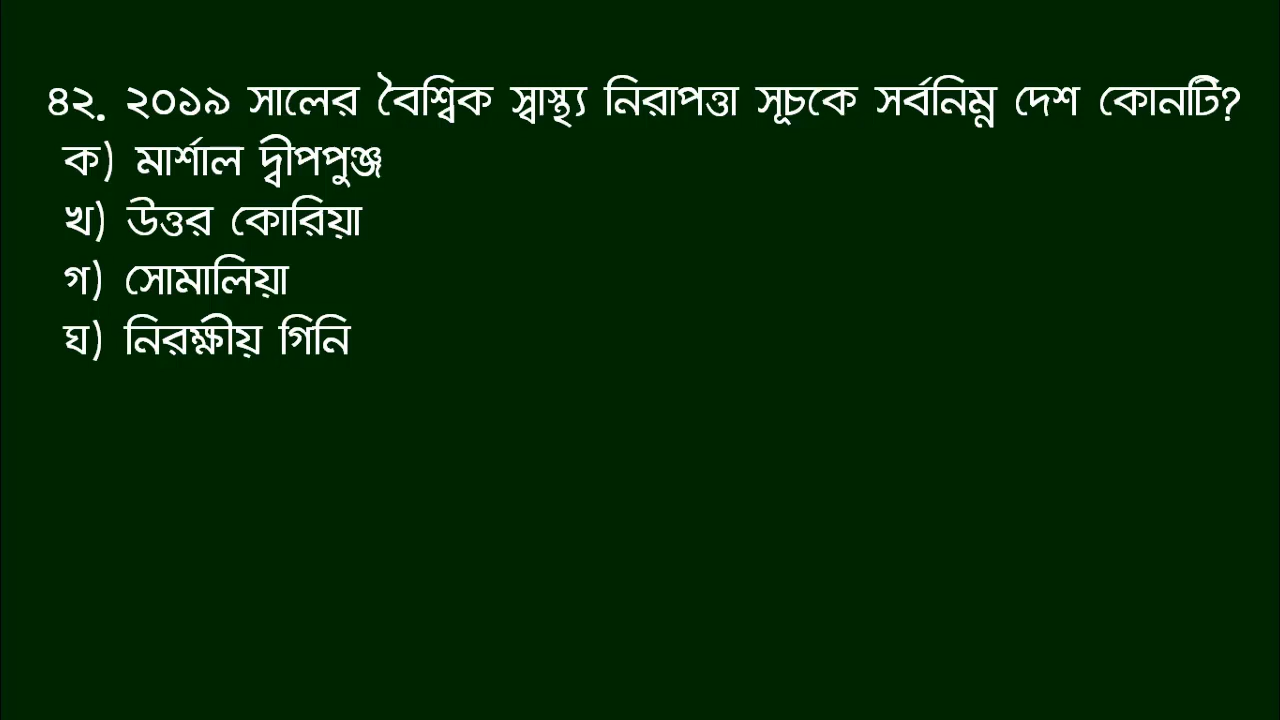 ৪২. ২০১৯ সালের বৈশ্বিক স্বাস্থ্য নিরাপত্তা সূচকে সর্বনিম্ন দেশ কোনটি?
ক) মার্শাল দ্বীপপুঞ্জ
খ) উত্তর কোরিয়া
গ) সোমালিয়া
ঘ) নিরক্ষীয় গিনি